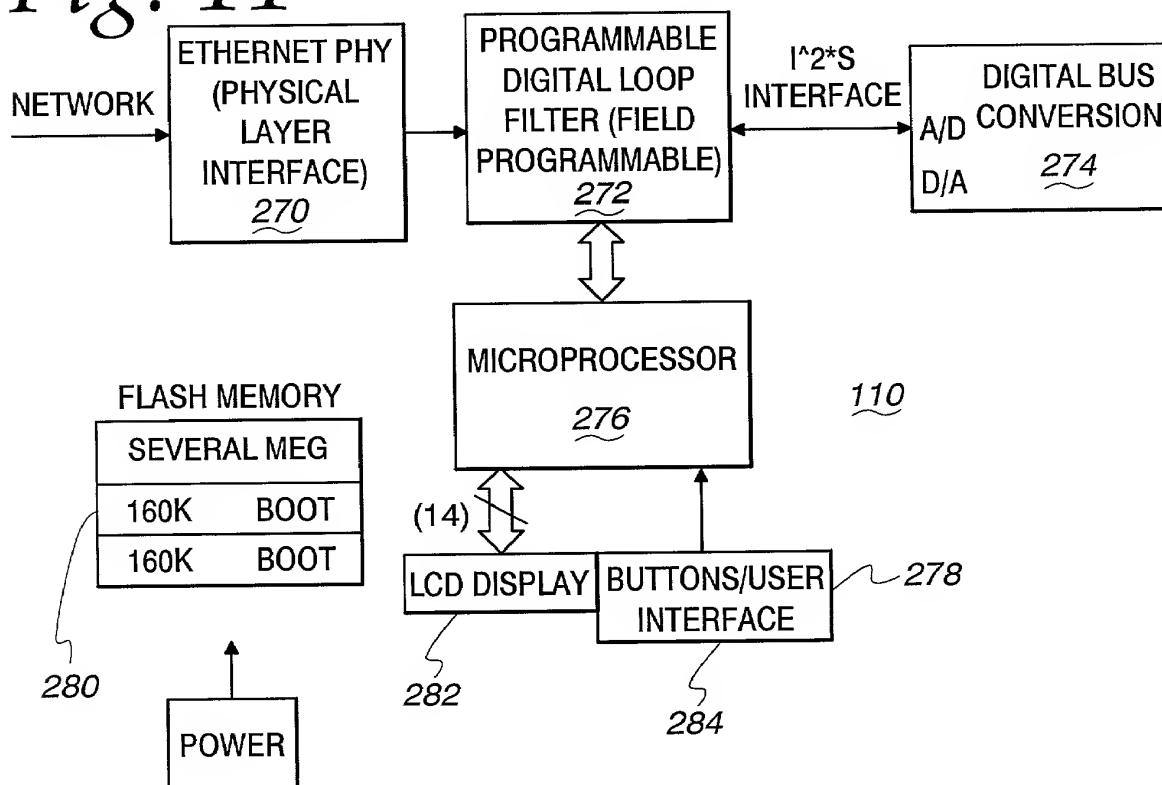 Fig. 11
NETWORK
ETHERNET PHY
(PHYSICAL
LAYER
INTERFACE)
270
PROGRAMMABLE
DIGITAL LOOP
FILTER (FIELD
PROGRAMMABLE)
272
I^2*S
INTERFACE
DIGITAL BUS
CONVERSION
A/D
D/A
274
MICROPROCESSOR
276
110
FLASH MEMORY
SEVERAL MEG
160K BOOT
160K BOOT
280
(14)
LCD DISPLAY
282
BUTTONS/USER
INTERFACE
278
284
POWER